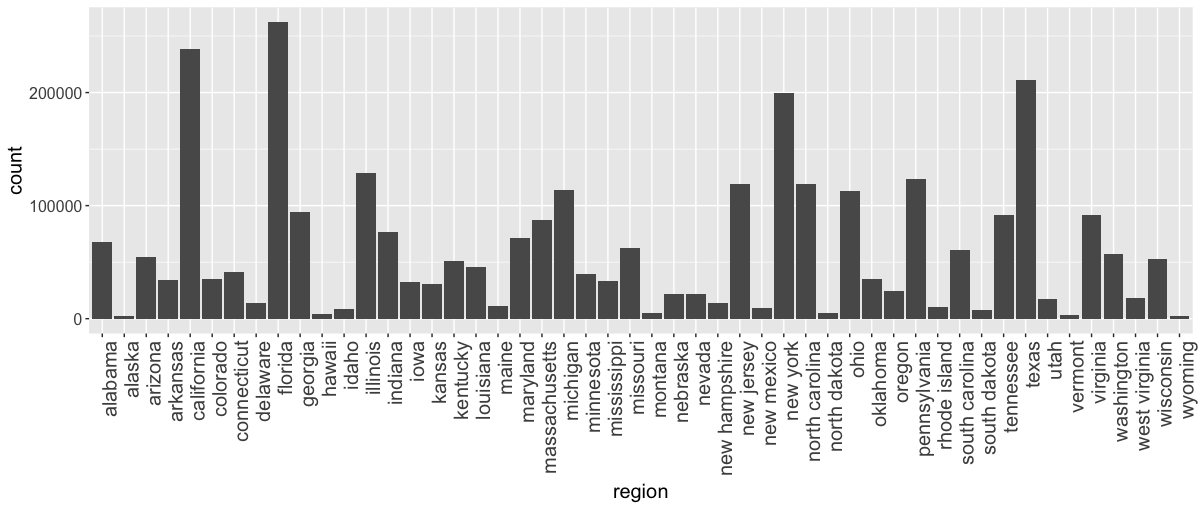 count
200000
100000
0
alabama
alaska
arizona
arkansas
california
colorado
connecticut
delaware
florida
georgia
hawaii
idaho
illinois
indiana
iowa
kansas
kentucky
louisiana
maine
maryland
massachusetts
michigan
minnesota
mississippi
missouri
montana
nebraska
nevada
new hampshire
new jersey
new mexico
new york
north carolina
north dakota
ohio
oklahoma
oregon
pennsylvania
rhode island
south carolina
south dakota
tennessee
texas
utah
vermont
virginia
washington
west virginia
wisconsin
wyoming
region